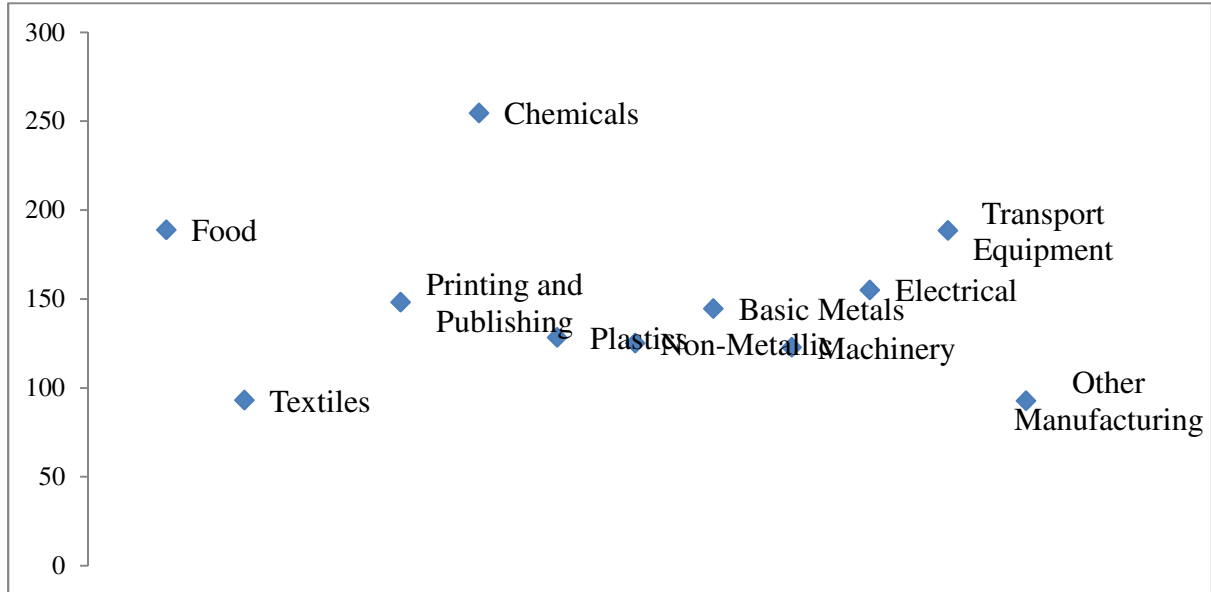 300
250
200
150
100
50
0
Chemicals
Food
Transport
Equipment
Printing and
Publishing
Electrical
Basic Metals
Plastics
Non-Metallic
Machinery
Textiles
Other
Manufacturing